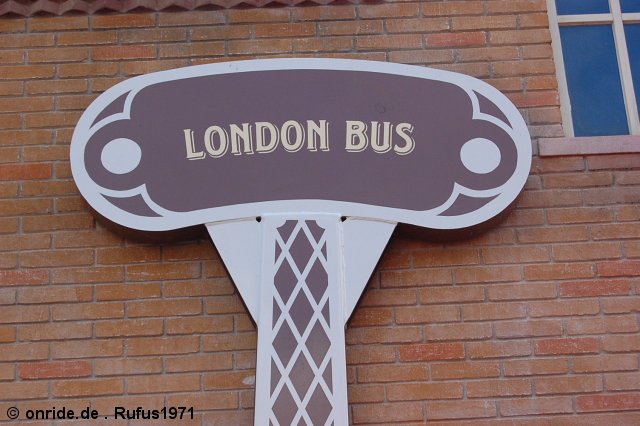 LONDON BUS
© onride.de . Rufus1971